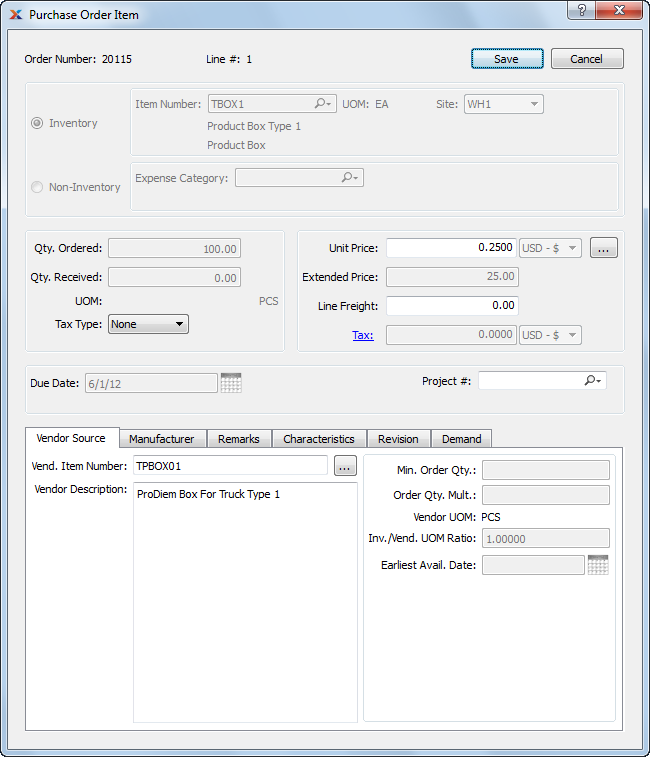 Purchase Order Item
?
Order Number: 20115 Line #: 1 Save Cancel
Inventory Item Number: TBOX1 UOM: EA Site: WH1
Product Box Type 1
Product Box
Non-Inventory Expense Category:
Qty. Ordered: 100.00 Unit Price: 0.2500 USD - $ ...
Qty. Received: 0.00 Extended Price: 25.00
UOM: PCS Line Freight: 0.00
Tax Type: None Tax: 0.0000 USD - $
Due Date: 6/1/12 Project #:
Vendor Source Manufacturer Remarks Characteristics Revision Demand
Vend. Item Number: TPBOX01 ... Min. Order Qty.:
Vendor Description: ProDiem Box For Truck Type 1 Order Qty. Mult.:
Vendor UOM: PCS
Inv./Vend. UOM Ratio: 1.00000
Earliest Avail. Date: